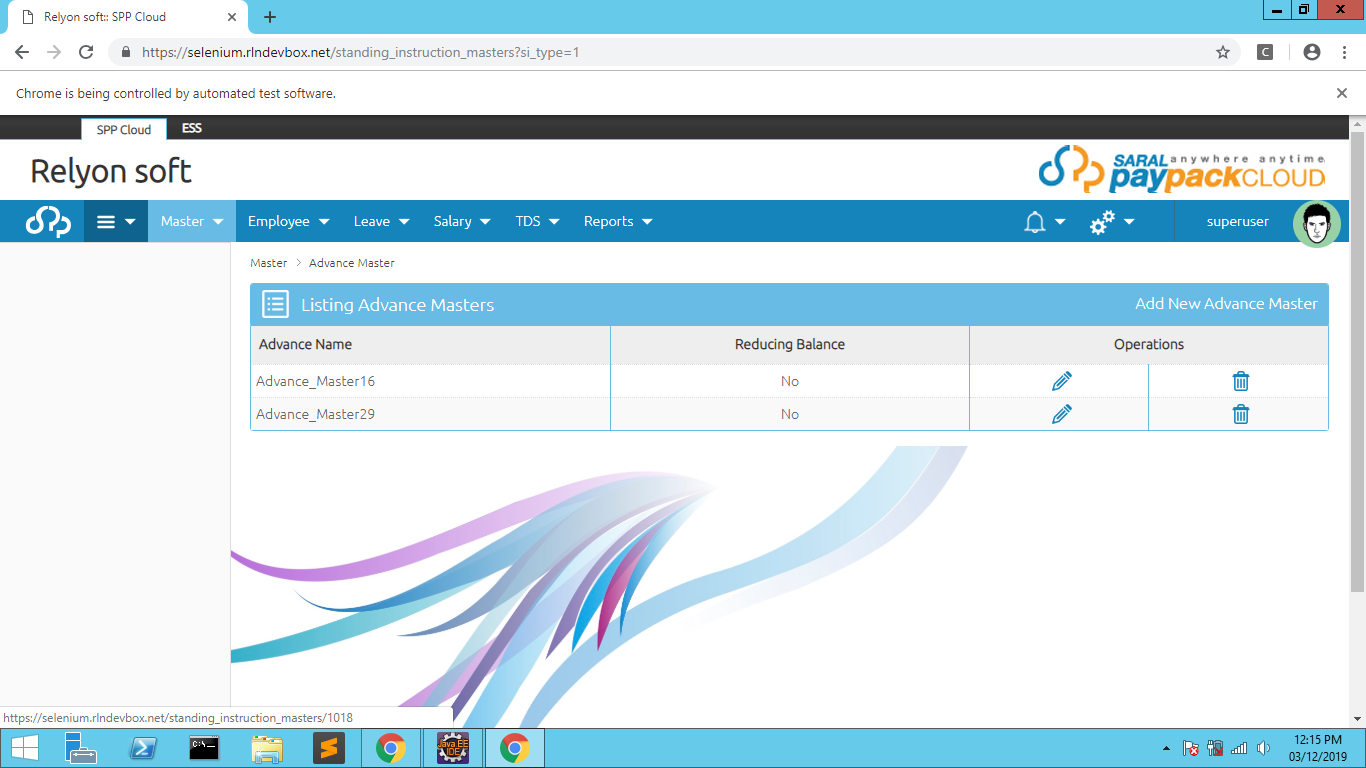 Relyon soft:: SPP Cloud
https://selenium.rlndevbox.net/standing_instruction_masters?si_type=1
C
Chrome is being controlled by automated test software.
SPP Cloud ESS
Relyon soft
SARAL anywhere anytime
paypackCLOUD
Master Employee Leave Salary TDS Reports superuser
Master > Advance Master
Listing Advance Masters Add New Advance Master
Advance Name Reducing Balance Operations
Advance_Master16 No
Advance_Master29 No
https://selenium.rlndevbox.net/standing_instruction_masters/1018
C:\_
Java EE
IDE
12:15 PM
03/12/2019